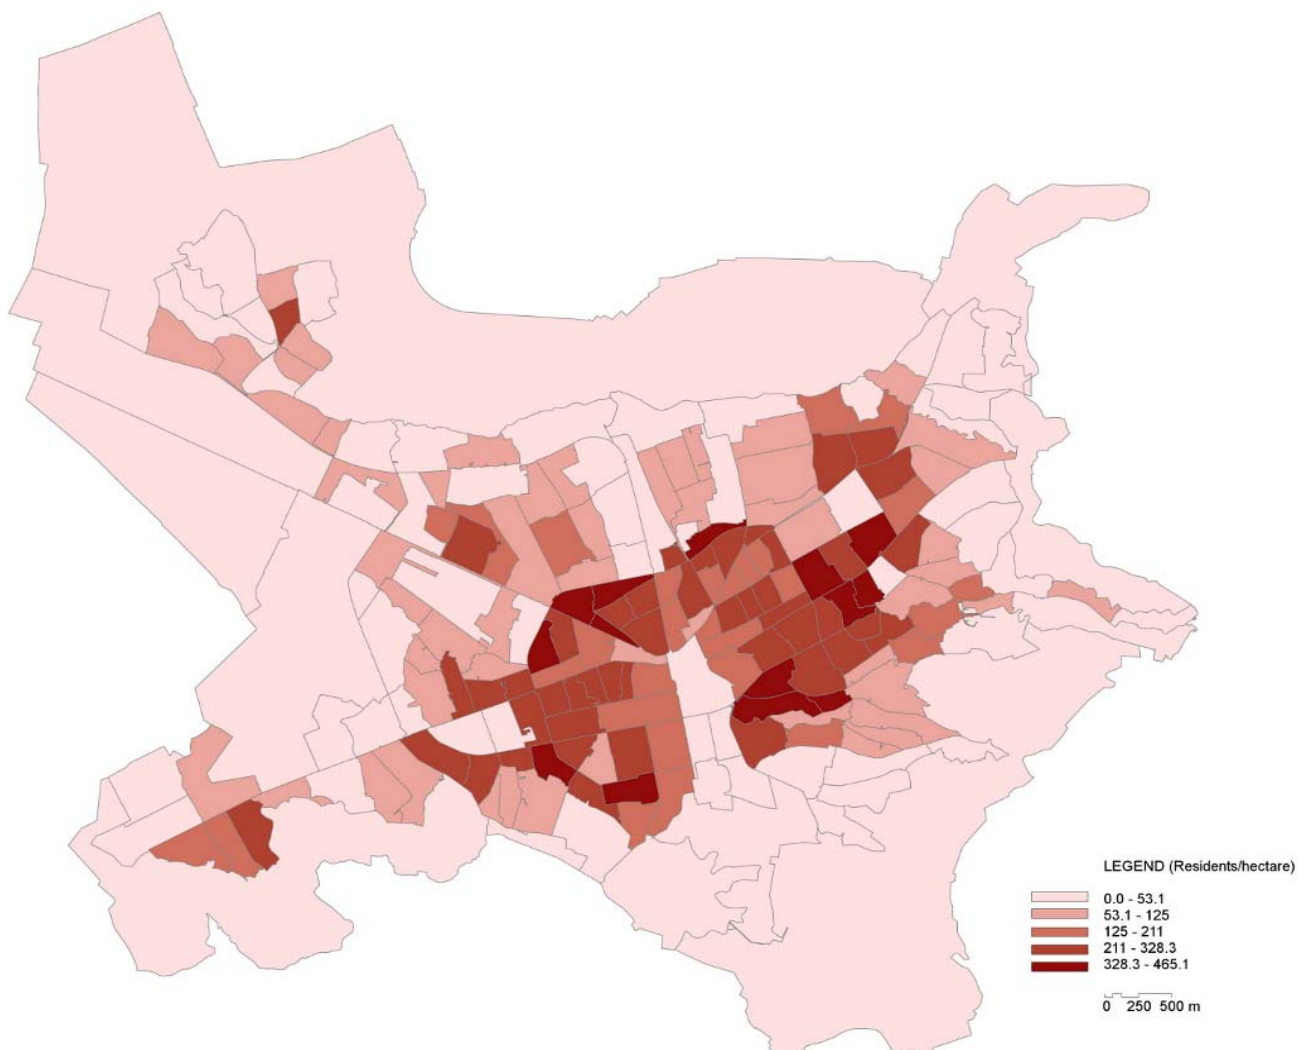 LEGEND (Residents/hectare)
0.0 - 53.1
53.1 - 125
125 - 211
211 - 328.3
328.3 - 465.1
0 250 500 m